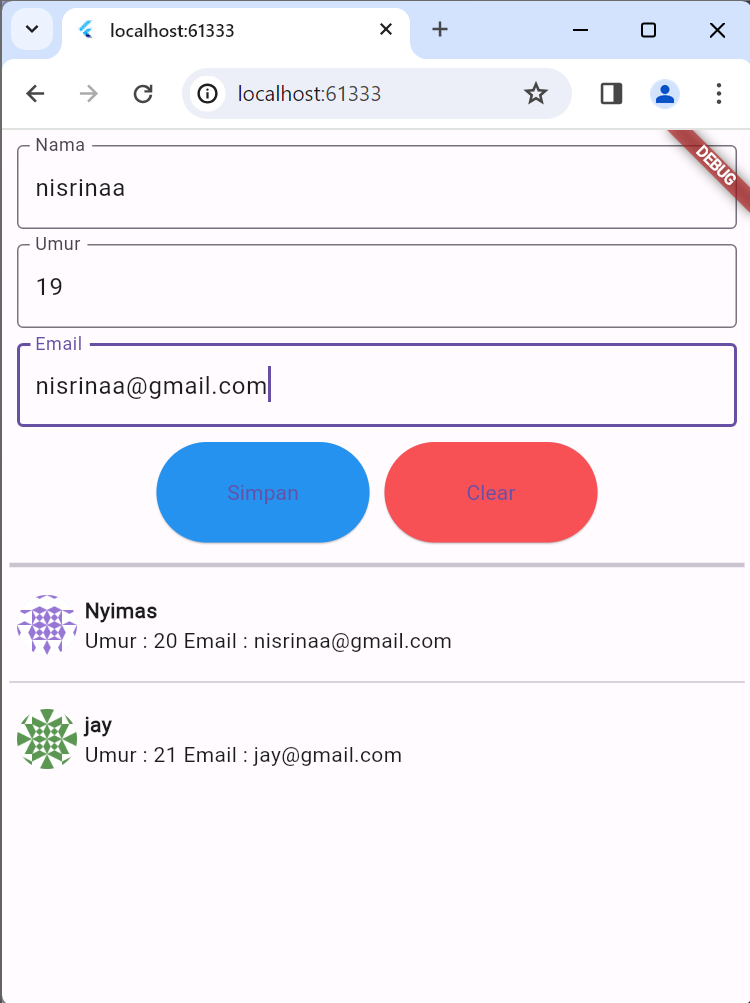 localhost:61333
localhost:61333
DEBUG
Nama
nisrinaa
Umur
19
Email
nisrinaa@gmail.com
Simpan Clear
Nyimas
Umur : 20 Email : nisrinaa@gmail.com
jay
Umur : 21 Email : jay@gmail.com